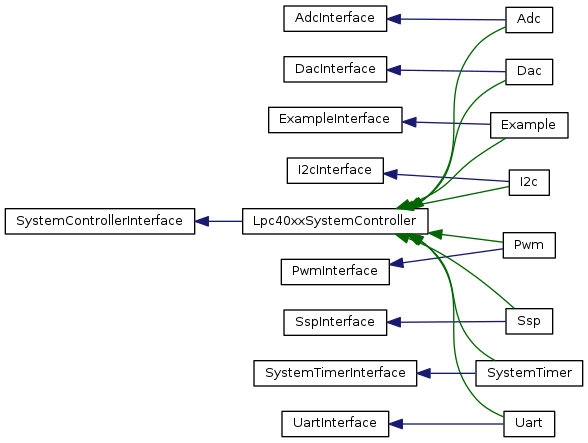 AdcInterface
Adc
DacInterface
Dac
ExampleInterface
Example
I2cInterface
I2c
SystemControllerInterface
Lpc40xxSystemController
Pwm
PwmInterface
SspInterface
Ssp
SystemTimerInterface
SystemTimer
UartInterface
Uart